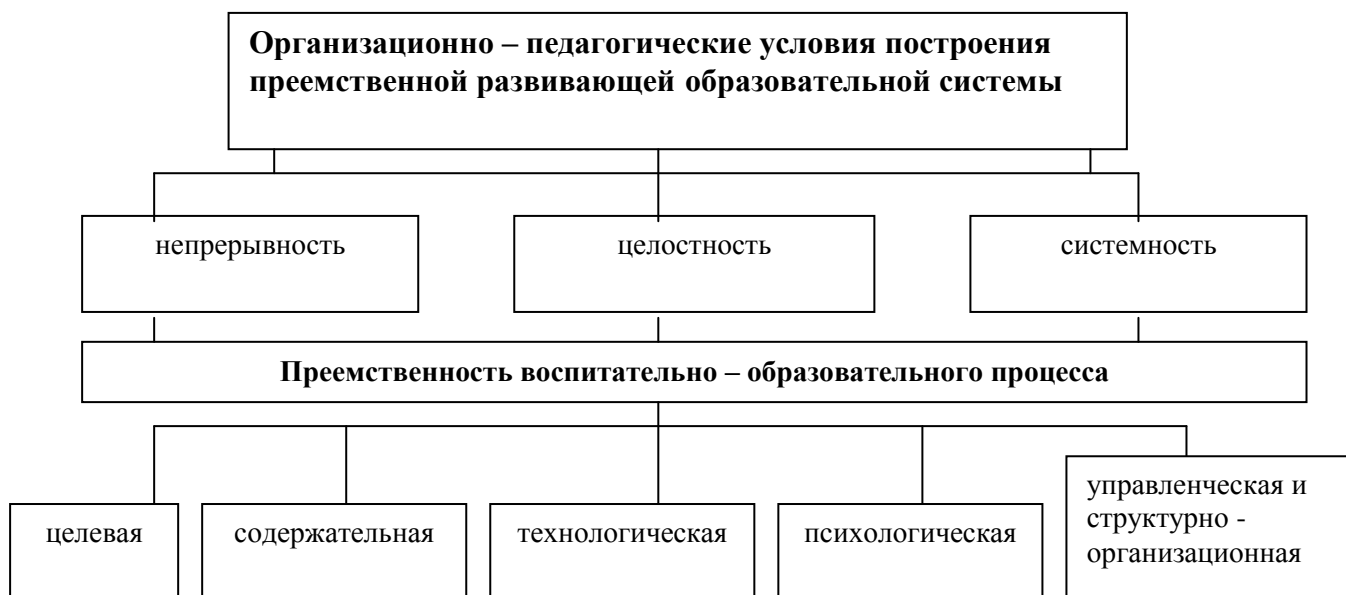 Организационно – педагогические условия построения
преемственной развивающей образовательной системы
непрерывность
целостность
системность
Преемственность воспитательно – образовательного процесса
целевая
содержательная
технологическая
психологическая
управленческая и
структурно -
организационная